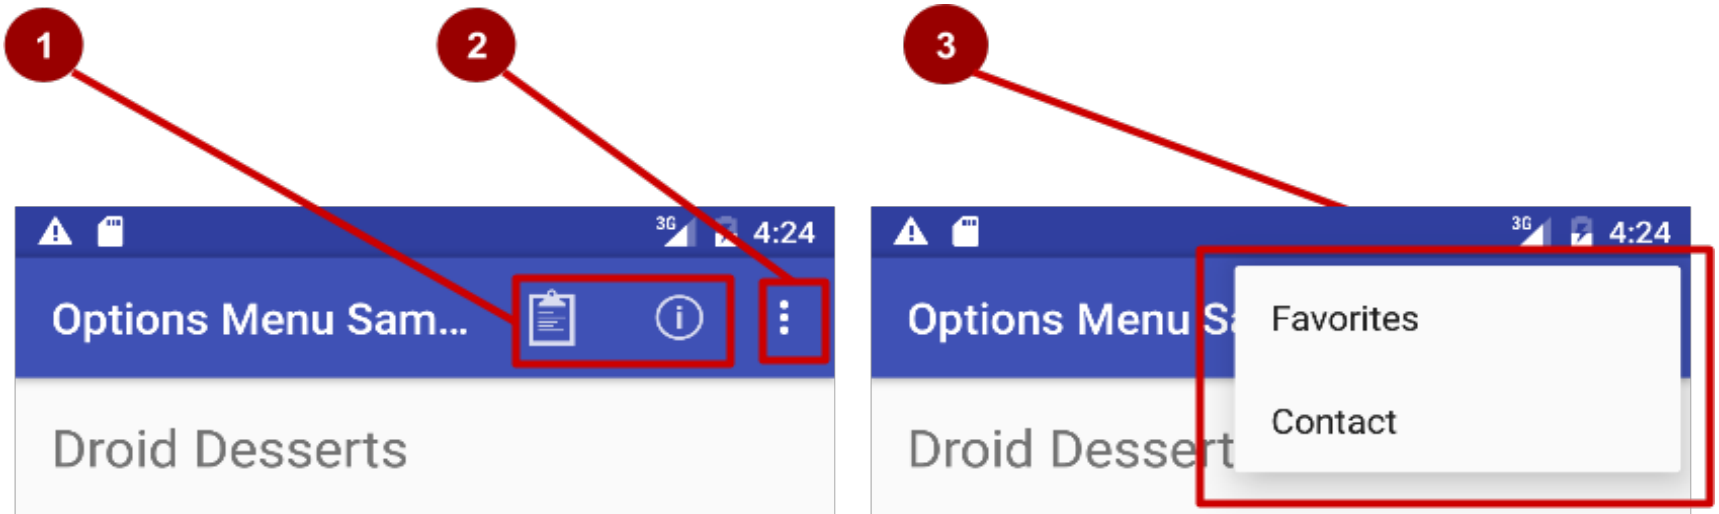 1
2
3
3G 4:24
3G 4:24
Options Menu Sam...
Options Menu Sa
Favorites
Droid Desserts
Droid Dessert
Contact